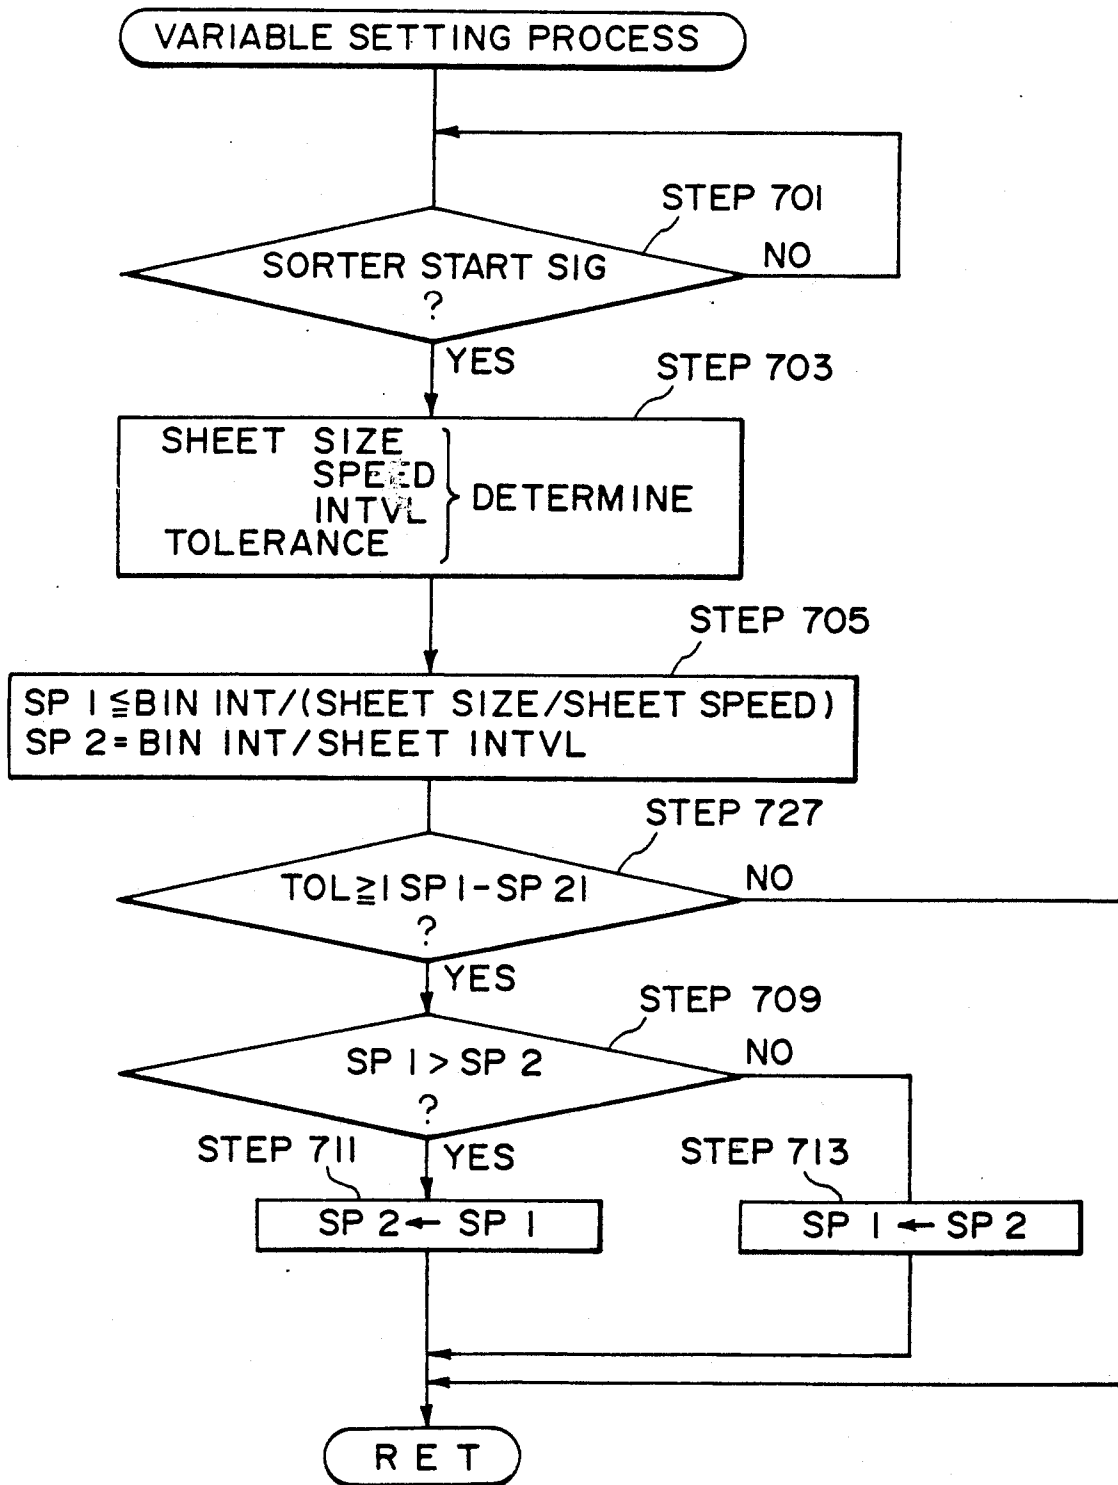 VARIABLE SETTING PROCESS
STEP 701
SORTER START SIG
?
NO
YES
STEP 703
SHEET SIZE
SPEED
INTVL
TOLERANCE
DETERMINE
STEP 705
SP 1 ≦ BIN INT/(SHEET SIZE/SHEET SPEED)
SP 2 = BIN INT/SHEET INTVL
STEP 727
TOL ≧ |SP 1 - SP 2|
?
NO
YES
STEP 709
SP 1 > SP 2
?
NO
YES
STEP 711
SP 2 ← SP 1
STEP 713
SP 1 ← SP 2
RET